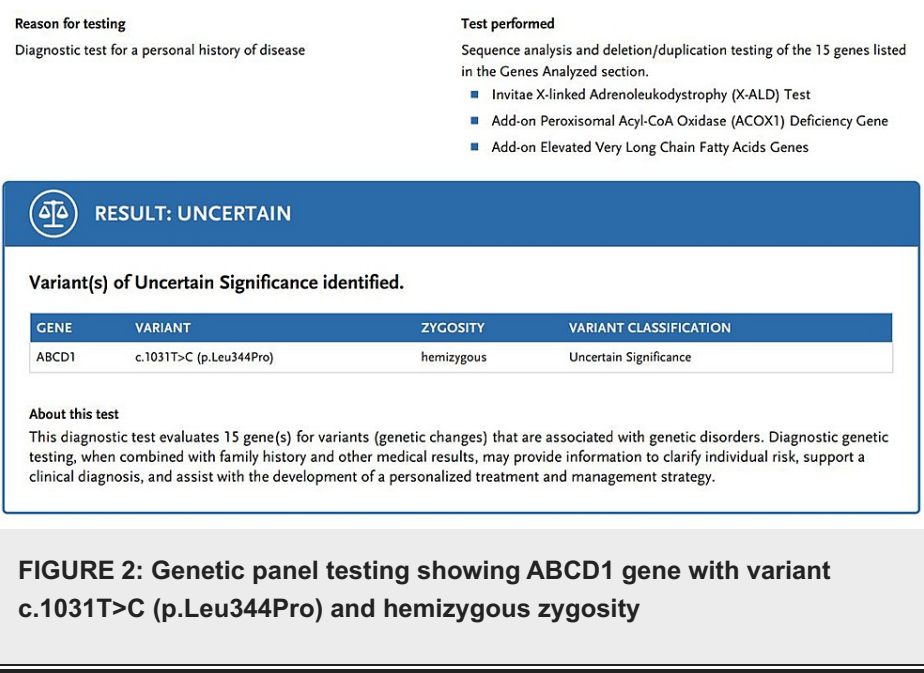 Reason for testing
Diagnostic test for a personal history of disease
Test performed
Sequence analysis and deletion/duplication testing of the 15 genes listed
in the Genes Analyzed section.
Invitae X-linked Adrenoleukodystrophy (X-ALD) Test
Add-on Peroxisomal Acyl-CoA Oxidase (ACOX1) Deficiency Gene
Add-on Elevated Very Long Chain Fatty Acids Genes
RESULT: UNCERTAIN
Variant(s) of Uncertain Significance identified.
GENE VARIANT ZYGOSITY VARIANT CLASSIFICATION
ABCD1 c.1031T>C (p.Leu344Pro) hemizygous Uncertain Significance
About this test
This diagnostic test evaluates 15 gene(s) for variants (genetic changes) that are associated with genetic disorders. Diagnostic genetic
testing, when combined with family history and other medical results, may provide information to clarify individual risk, support a
clinical diagnosis, and assist with the development of a personalized treatment and management strategy.
FIGURE 2: Genetic panel testing showing ABCD1 gene with variant
c.1031T>C (p.Leu344Pro) and hemizygous zygosity